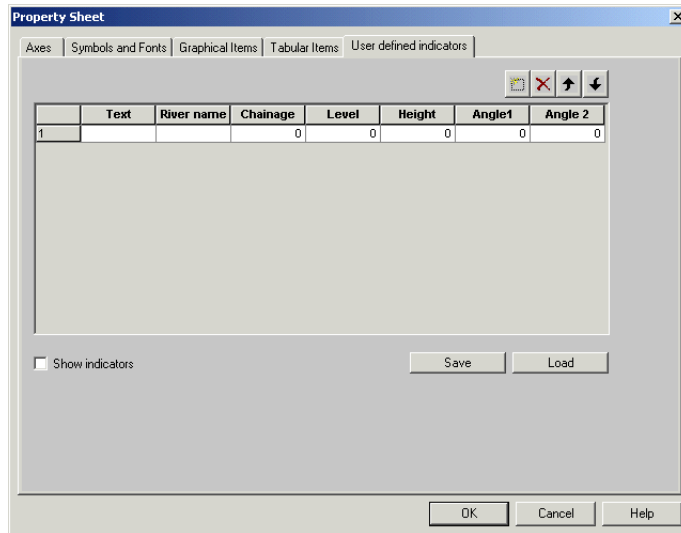 Property Sheet
Axes Symbols and Fonts Graphical Items Tabular Items User defined indicators
Text River name Chainage Level Height Angle1 Angle 2
1 0 0 0 0 0
Show indicators Save Load
OK Cancel Help